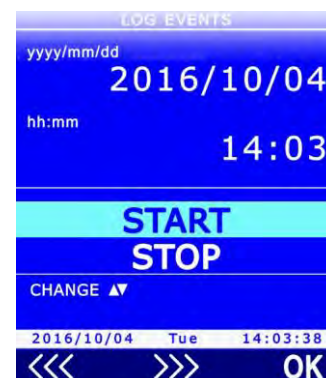 LOG EVENTS
yyyy/mm/dd
2016/10/04
hh:mm
14:03
START
STOP
CHANGE ▲▼
2016/10/04 Tue 14:03:38
<<< >>> OK